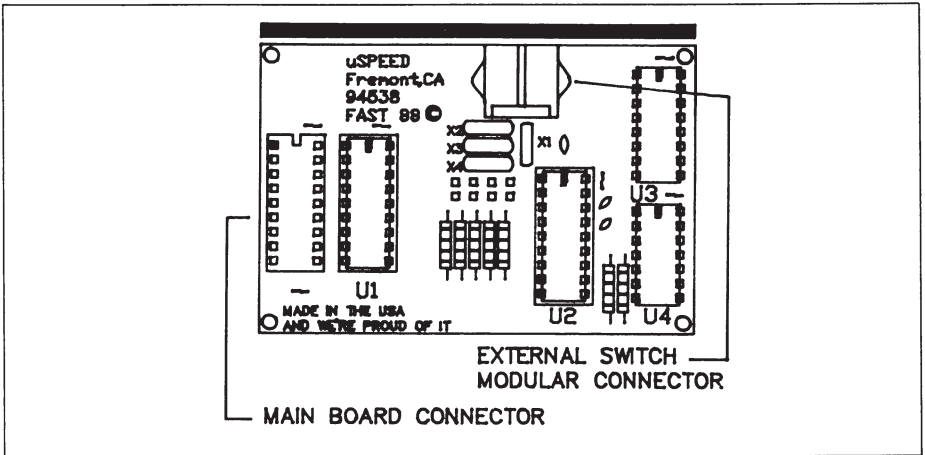 uSPEED
Fremont,CA
94538
FAST 88 ©
X2
X3
X4
X1
U3
U1
U2
U4
MADE IN THE USA
AND WE'RE PROUD OF IT
EXTERNAL SWITCH
MODULAR CONNECTOR
MAIN BOARD CONNECTOR